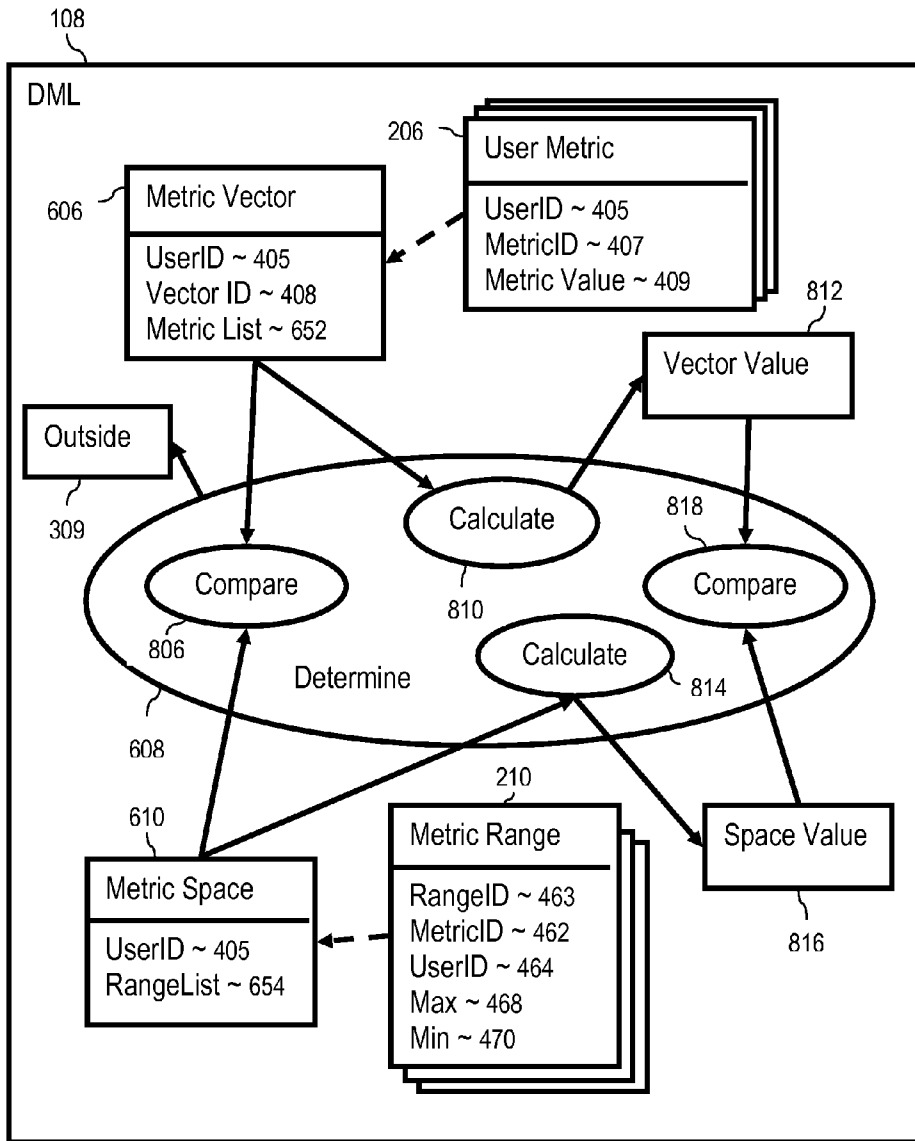 108
DML
206
User Metric
UserID ~ 405
MetricID ~ 407
Metric Value ~ 409
606
Metric Vector
UserID ~ 405
Vector ID ~ 408
Metric List ~ 652
812
Vector Value
Outside
309
Calculate
810
818
Compare
806
Compare
Calculate
814
Determine
608
610
Metric Space
UserID ~ 405
RangeList ~ 654
210
Metric Range
RangeID ~ 463
MetricID ~ 462
UserID ~ 464
Max ~ 468
Min ~ 470
Space Value
816